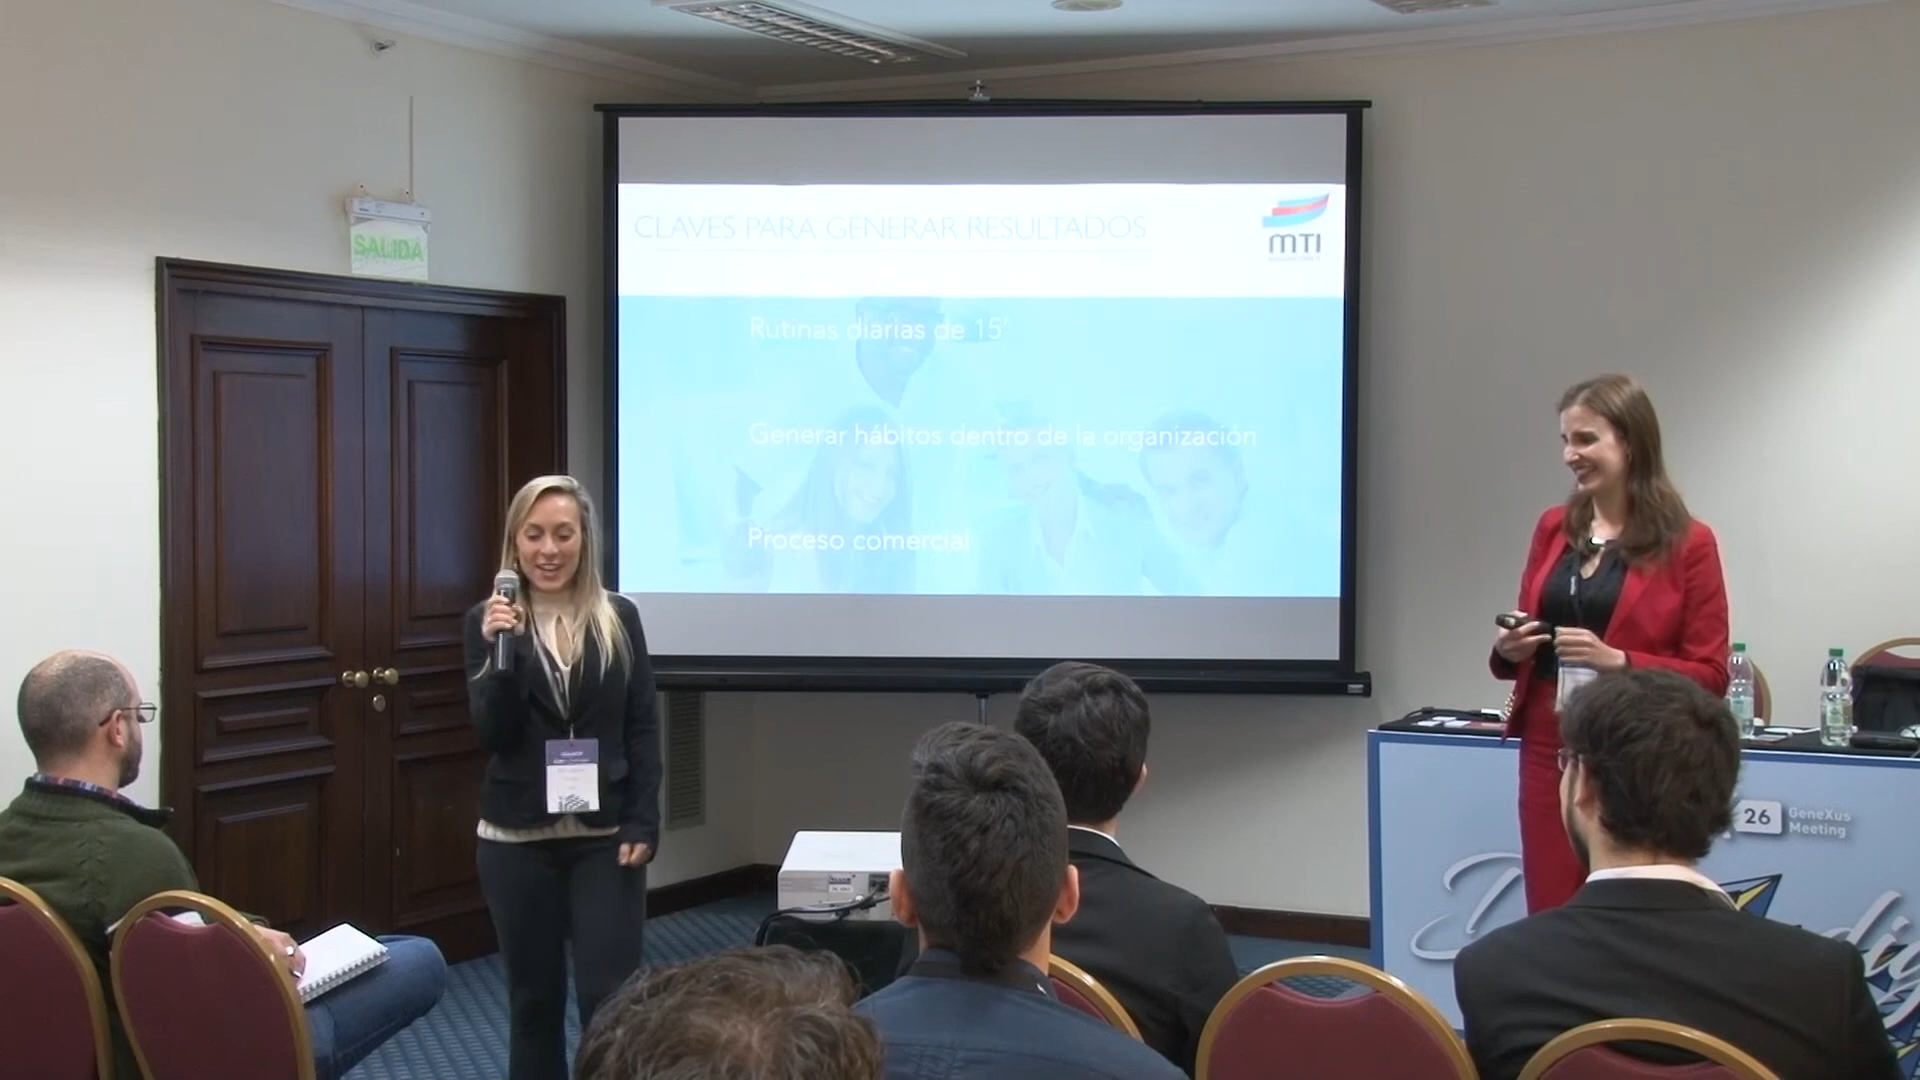 SALIDA
CLAVES PARA GENERAR RESULTADOS
MTI
Rutinas diarias de 15'
Generar hábitos dentro de la organización
Proceso comercial
26
GeneXus
Meeting